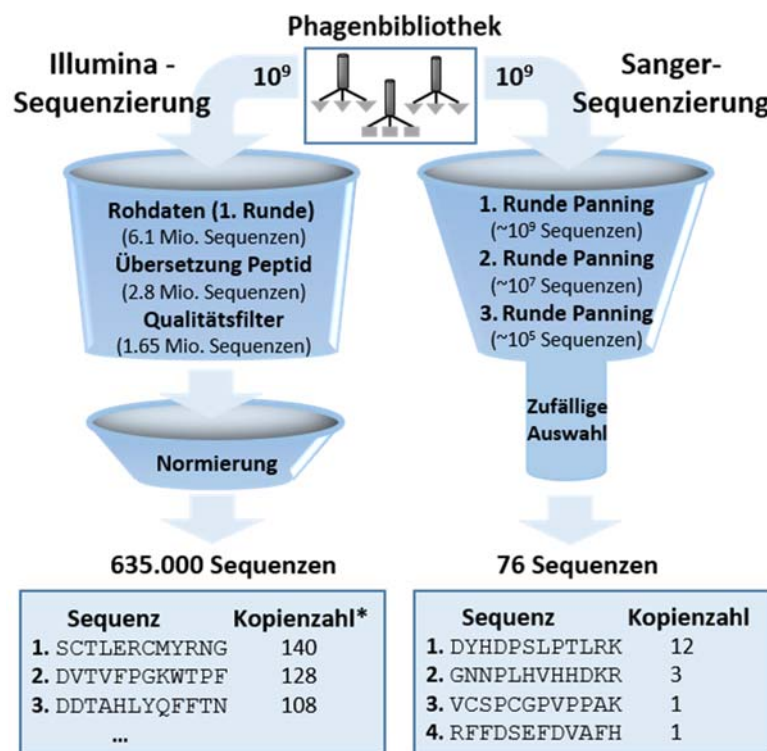 Phagenbibliothek
Illumina -
Sequenzierung
10⁹
10⁹
Sanger-
Sequenzierung
Rohdaten (1. Runde)
(6.1 Mio. Sequenzen)
Übersetzung Peptid
(2.8 Mio. Sequenzen)
Qualitätsfilter
(1.65 Mio. Sequenzen)
Normierung
635.000 Sequenzen
Sequenz Kopienzahl*
1. SCTLERCMYRNG 140
2. DVTVFPGKWTPF 128
3. DDTAHLYQFFTN 108
...
1. Runde Panning
(~10⁹ Sequenzen)
2. Runde Panning
(~10⁷ Sequenzen)
3. Runde Panning
(~10⁵ Sequenzen)
Zufällige
Auswahl
76 Sequenzen
Sequenz Kopienzahl
1. DYHDPSLPTLRK 12
2. GNNPLHVHHDKR 3
3. VCSPCGPVPPAK 1
4. RFFDSEFDVAFH 1